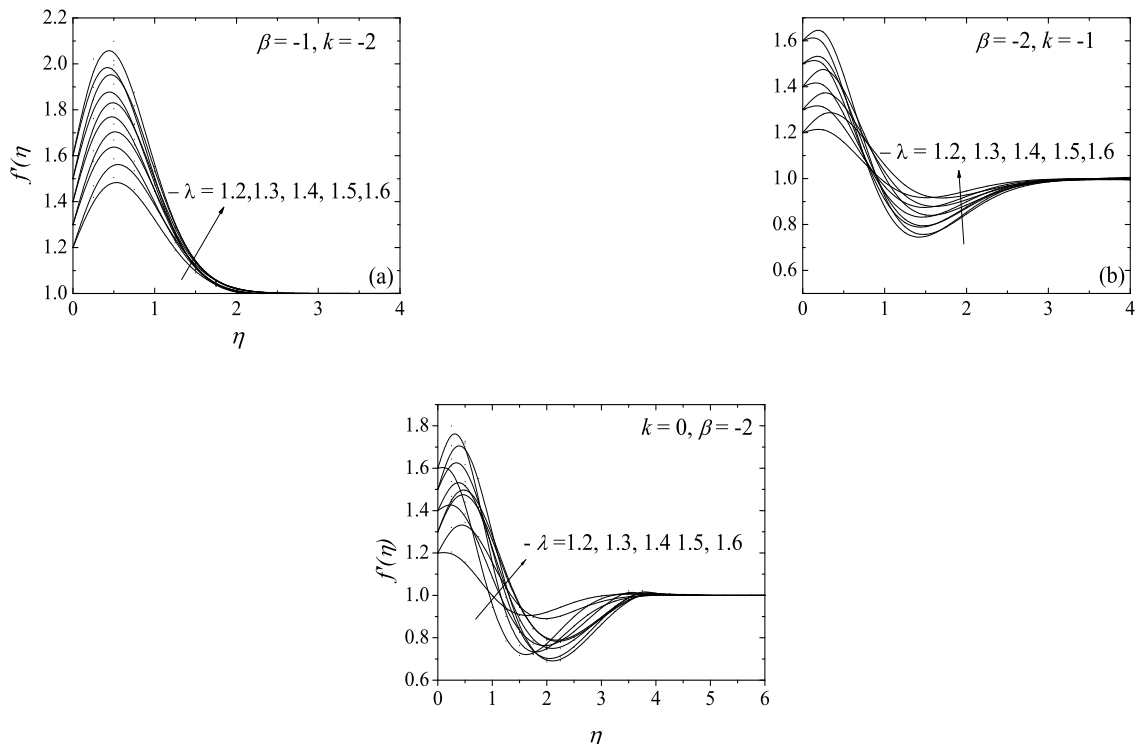 2.2
2.0
1.8
1.6
1.4
1.2
1.0
f'(η
β = -1, k = -2
– λ = 1.2,1.3, 1.4, 1.5,1.6
(a)
0 1 2 3 4
η
1.6
1.4
1.2
1.0
0.8
0.6
β = -2, k = -1
– λ = 1.2, 1.3, 1.4, 1.5,1.6
(b)
0 1 2 3 4
1.8
1.6
1.4
1.2
1.0
0.8
0.6
f'(η)
k = 0, β = -2
- λ =1.2, 1.3, 1.4 1.5, 1.6
0 1 2 3 4 5 6
η